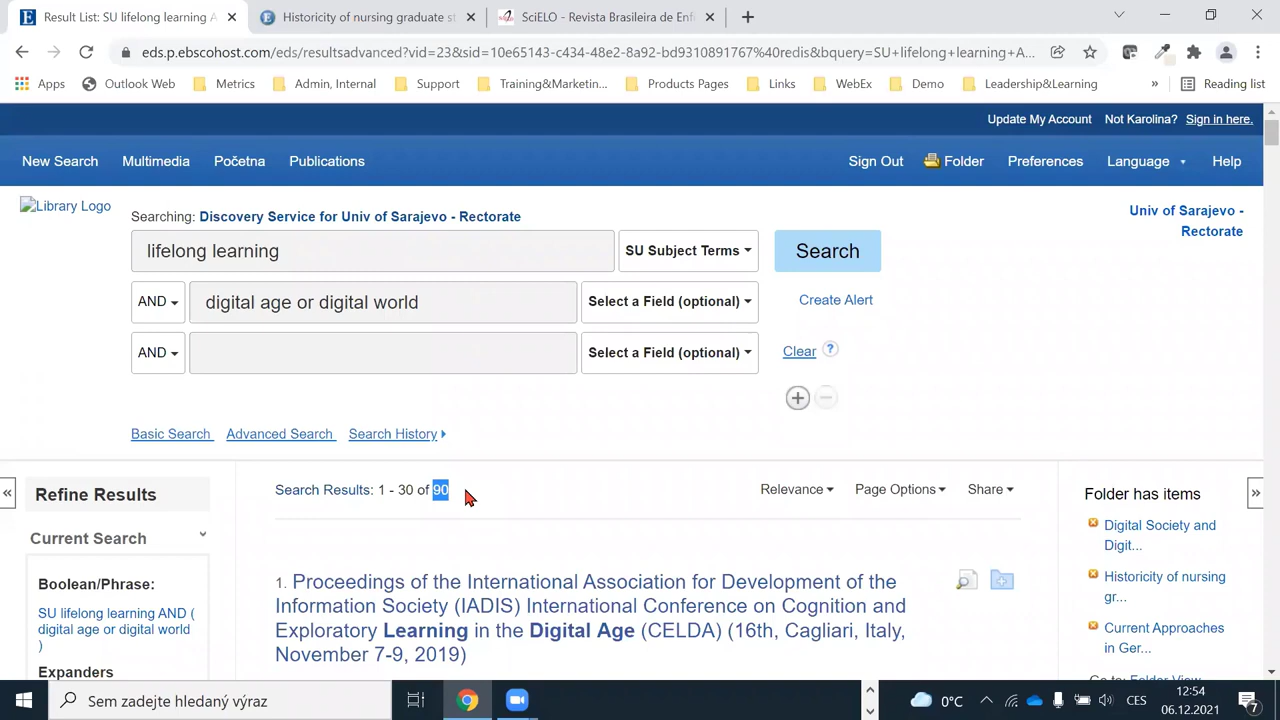 Result List: SU lifelong learning A
Historicity of nursing graduate st
SciELO - Revista Brasileira de Enf
eds.p.ebscohost.com/eds/resultsadvanced?vid=23&sid=10e65143-c434-48e2-8a92-bd9310891767%40redis&bquery=SU+lifelong+learning+A...
Apps Outlook Web Metrics Admin, Internal Support Training&Marketin... Products Pages Links WebEx Demo Leadership&Learning » Reading list
Update My Account Not Karolina? Sign in here.
New Search Multimedia Početna Publications Sign Out Folder Preferences Language Help
Library Logo
Searching: Discovery Service for Univ of Sarajevo - Rectorate
Univ of Sarajevo -
Rectorate
lifelong learning SU Subject Terms Search
AND digital age or digital world Select a Field (optional) Create Alert
AND Select a Field (optional) Clear ?
Basic Search Advanced Search Search History
« Refine Results
Search Results: 1 - 30 of 90 Relevance Page Options Share
Folder has items »
Current Search
Boolean/Phrase:
SU lifelong learning AND (
digital age or digital world
)
Expanders
1. Proceedings of the International Association for Development of the
Information Society (IADIS) International Conference on Cognition and
Exploratory Learning in the Digital Age (CELDA) (16th, Cagliari, Italy,
November 7-9, 2019)
Digital Society and
Digit...
Historicity of nursing
gr...
Current Approaches
in Ger...
Go to: Folder View
Sem zadejte hledaný výraz
0°C CES 12:54
06.12.2021
7